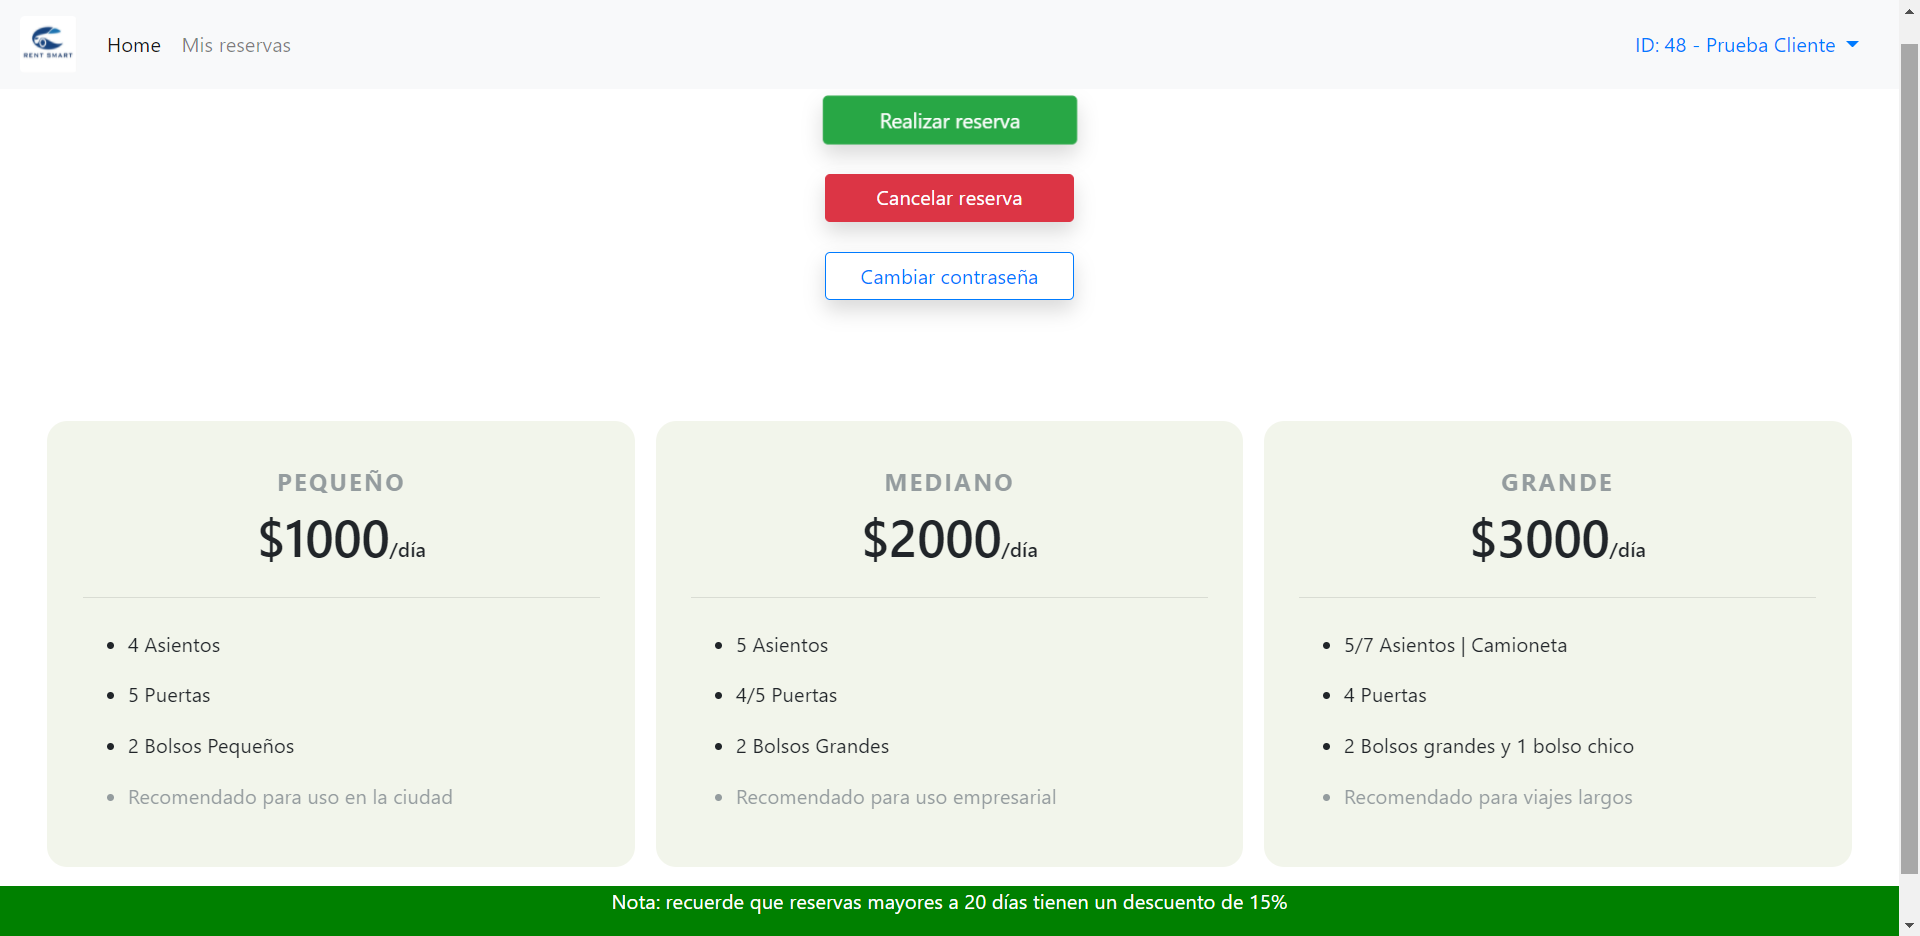 RENT SMART
Home Mis reservas ID: 48 - Prueba Cliente
Realizar reserva
Cancelar reserva
Cambiar contraseña
PEQUEÑO
$1000/día
4 Asientos
5 Puertas
2 Bolsos Pequeños
Recomendado para uso en la ciudad
MEDIANO
$2000/día
5 Asientos
4/5 Puertas
2 Bolsos Grandes
Recomendado para uso empresarial
GRANDE
$3000/día
5/7 Asientos | Camioneta
4 Puertas
2 Bolsos grandes y 1 bolso chico
Recomendado para viajes largos
Nota: recuerde que reservas mayores a 20 días tienen un descuento de 15%